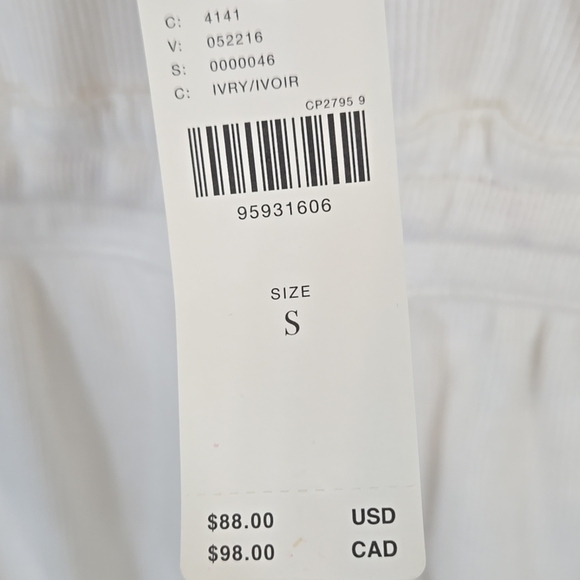 C: 4141
V: 052216
S: 0000046
C: IVRY/IVOIR
CP2795 9
95931606
SIZE
S
$88.00 USD
$98.00 CAD